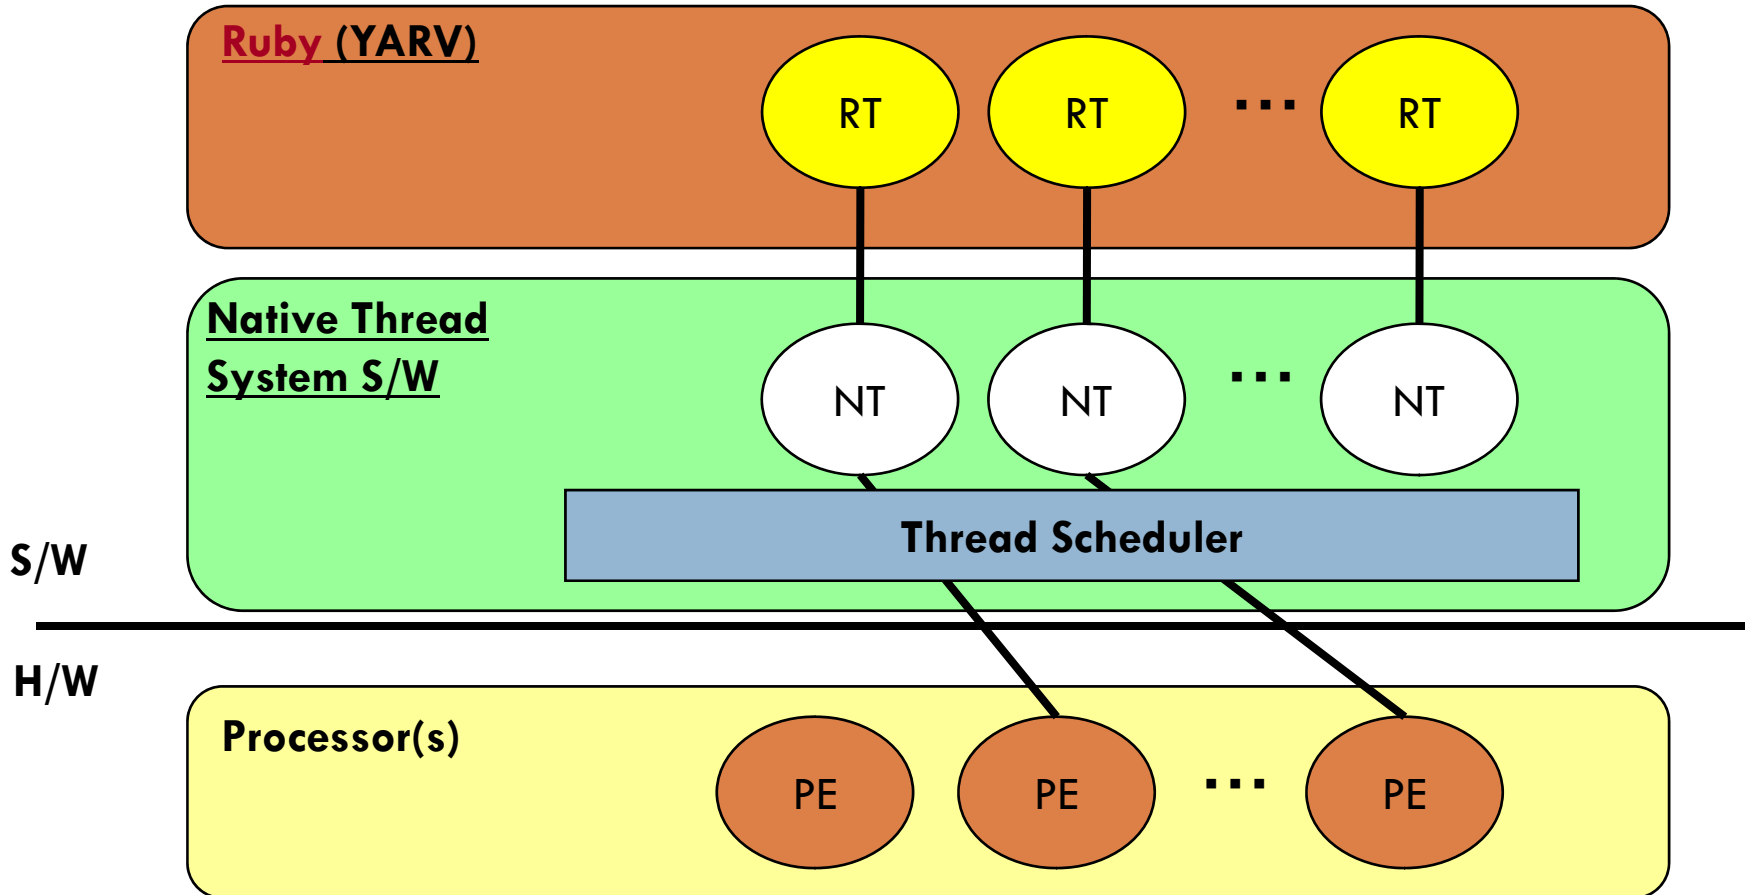 Ruby (YARV)
RT RT ... RT
Native Thread
System S/W
NT NT ... NT
Thread Scheduler
S/W
H/W
Processor(s)
PE PE ... PE